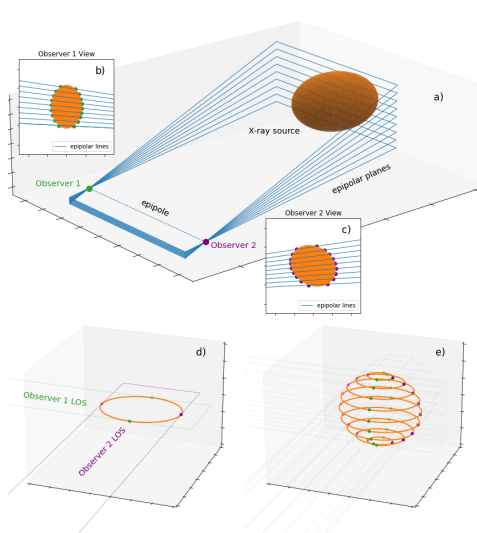 Observer 1 View
b)
epipolar lines
a)
X-ray source
epipolar planes
Observer 1
epipole
Observer 2
Observer 2 View
c)
epipolar lines
d)
Observer 1 LOS
Observer 2 LOS
e)